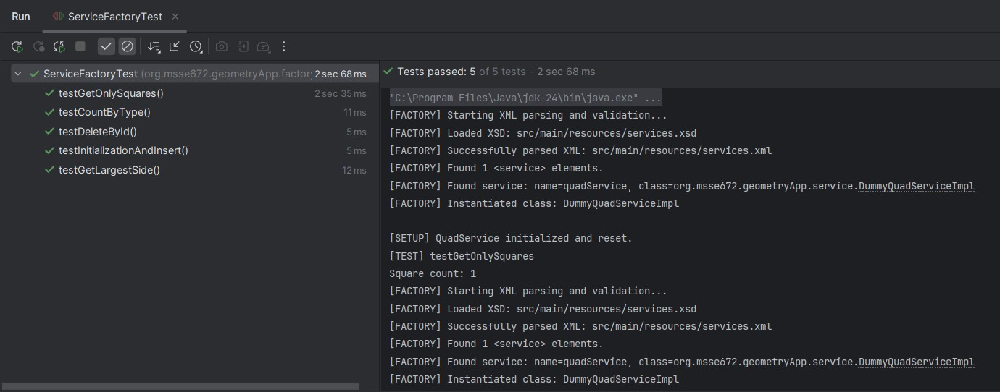 Run ServiceFactoryTest
ServiceFactoryTest (org.msse672.geometryApp.factory 2 sec 68 ms
testGetOnlySquares() 2 sec 35 ms
testCountByType() 11 ms
testDeleteById() 5 ms
testInitializationAndInsert() 5 ms
testGetLargestSide() 12 ms
Tests passed: 5 of 5 tests – 2 sec 68 ms
"C:\Program Files\Java\jdk-24\bin\java.exe" ...
[FACTORY] Starting XML parsing and validation...
[FACTORY] Loaded XSD: src/main/resources/services.xsd
[FACTORY] Successfully parsed XML: src/main/resources/services.xml
[FACTORY] Found 1 <service> elements.
[FACTORY] Found service: name=quadService, class=org.msse672.geometryApp.service.DummyQuadServiceImpl
[FACTORY] Instantiated class: DummyQuadServiceImpl
[SETUP] QuadService initialized and reset.
[TEST] testGetOnlySquares
Square count: 1
[FACTORY] Starting XML parsing and validation...
[FACTORY] Loaded XSD: src/main/resources/services.xsd
[FACTORY] Successfully parsed XML: src/main/resources/services.xml
[FACTORY] Found 1 <service> elements.
[FACTORY] Found service: name=quadService, class=org.msse672.geometryApp.service.DummyQuadServiceImpl
[FACTORY] Instantiated class: DummyQuadServiceImpl